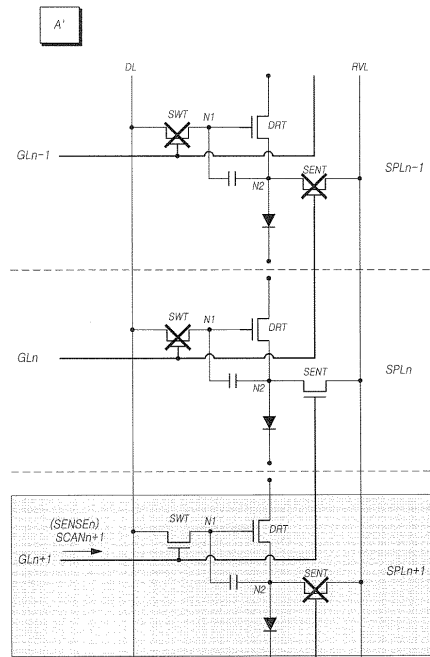 A'
DL
RVL
SWT
N1
DRT
GLn-1
SENT
SPLn-1
N2
SWT
N1
DRT
GLn
SENT
SPLn
N2
(SENSEn)
SCANn+1
SWT
N1
DRT
GLn+1
SENT
SPLn+1
N2